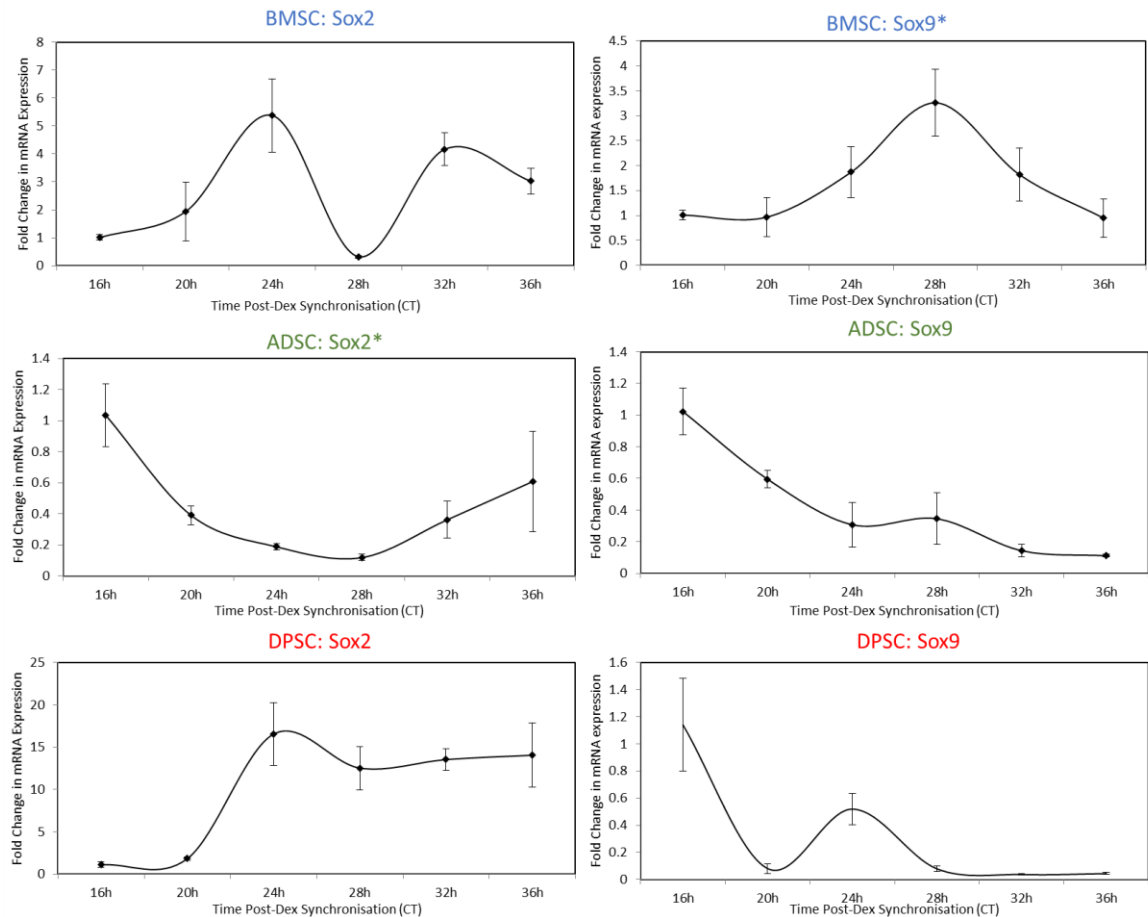 BMSC: Sox2
Fold Change in mRNA Expression
8
7
6
5
4
3
2
1
0
16h 20h 24h 28h 32h 36h
Time Post-Dex Synchronisation (CT)
BMSC: Sox9*
Fold Change in mRNA Expression
4.5
4
3.5
3
2.5
2
1.5
1
0.5
0
16h 20h 24h 28h 32h 36h
Time Post-Dex Synchronisation (CT)
ADSC: Sox2*
Fold Change in mRNA Expression
1.4
1.2
1
0.8
0.6
0.4
0.2
0
16h 20h 24h 28h 32h 36h
Time Post-Dex Synchronisation (CT)
ADSC: Sox9
Fold Change in mRNA expression
1.4
1.2
1
0.8
0.6
0.4
0.2
0
16h 20h 24h 28h 32h 36h
Time Post-Dex Synchronisation (CT)
DPSC: Sox2
Fold Change in mRNA Expression
25
20
15
10
5
0
16h 20h 24h 28h 32h 36h
Time Post-Dex Synchronisation (CT)
DPSC: Sox9
Fold Change in mRNA expression
1.6
1.4
1.2
1
0.8
0.6
0.4
0.2
0
16h 20h 24h 28h 32h 36h
Time Post-Dex Synchronisation (CT)